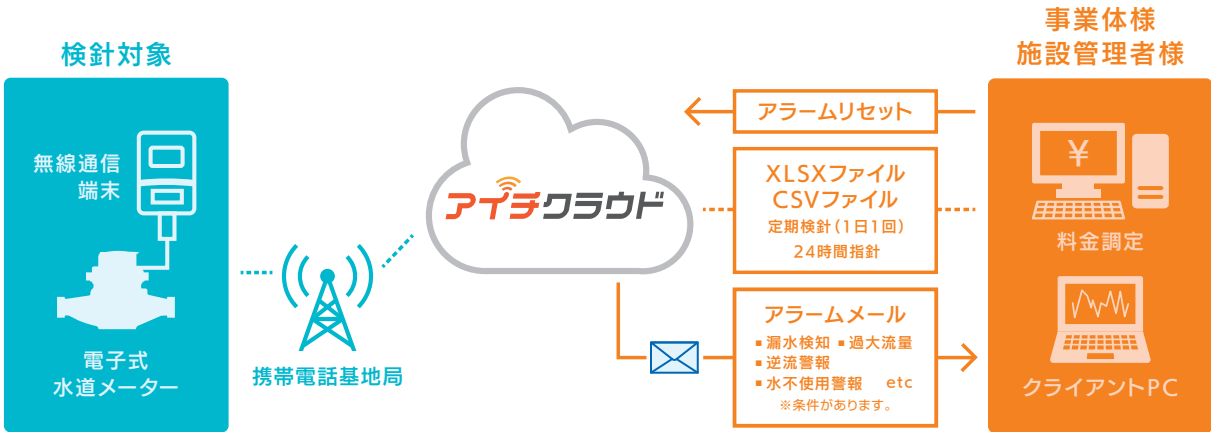 検針対象
無線通信
端末
電子式
水道メーター
携帯電話基地局
アイチクラウド
アラームリセット
XLSXファイル
CSVファイル
定期検針（1日1回）
24時間指針
アラームメール
▪漏水検知 ▪過大流量
▪逆流警報
▪水不使用警報 etc
※条件があります。
事業体様
施設管理者様
¥
料金調定
クライアントPC